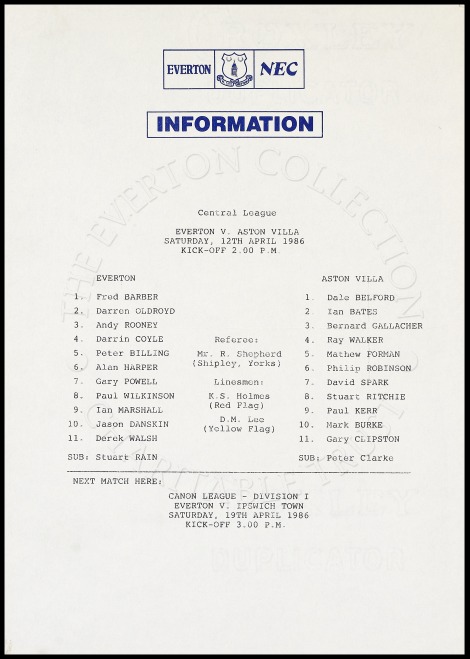 EVERTON NEC
INFORMATION
THE EVERTON COLLECTION CHARITABLE TRUST
Central League
EVERTON V. ASTON VILLA
SATURDAY, 12TH APRIL 1986
KICK-OFF 2.00 P.M.
EVERTON
1. Fred BARBER
2. Darren OLDROYD
3. Andy ROONEY
4. Darrin COYLE
5. Peter BILLING
6. Alan HARPER
7. Gary POWELL
8. Paul WILKINSON
9. Ian MARSHALL
10. Jason DANSKIN
11. Derek WALSH
SUB: Stuart RAIN
Referee:
Mr. R. Shepherd
(Shipley, Yorks)
Linesmen:
K.S. Holmes
(Red Flag)
D.M. Lee
(Yellow Flag)
ASTON VILLA
1. Dale BELFORD
2. Ian BATES
3. Bernard GALLACHER
4. Ray WALKER
5. Mathew FORMAN
6. Philip ROBINSON
7. David SPARK
8. Stuart RITCHIE
9. Paul KERR
10. Mark BURKE
11. Gary CLIPSTON
SUB: Peter Clarke
NEXT MATCH HERE:
CANON LEAGUE - DIVISION I
EVERTON V. IPSWICH TOWN
SATURDAY, 19TH APRIL 1986
KICK-OFF 3.00 P.M.